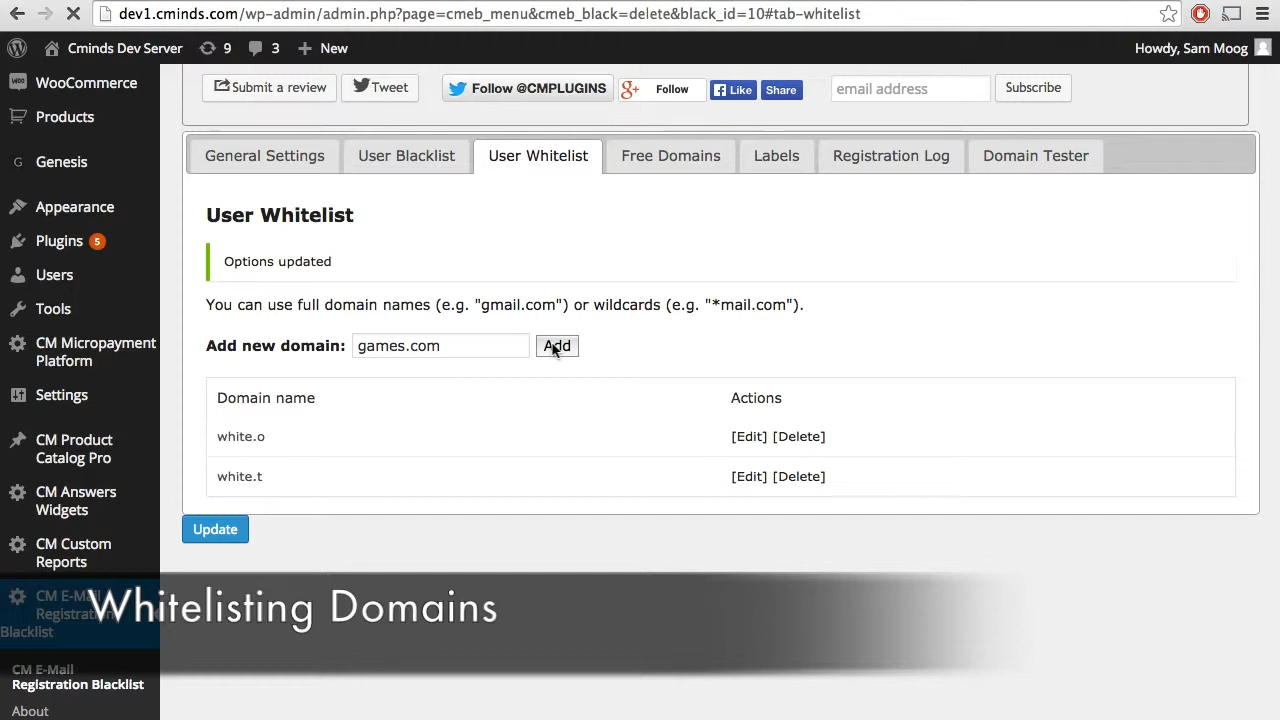 dev1.cminds.com/wp-admin/admin.php?page=cmeb_menu&cmeb_black=delete&black_id=10#tab-whitelist
Cminds Dev Server 9 3 New Howdy, Sam Moog
WooCommerce
Products
Genesis
Appearance
Plugins 5
Users
Tools
CM Micropayment
Platform
Settings
CM Product
Catalog Pro
CM Answers
Widgets
CM Custom
Reports
CM E-Mail
Registration
Blacklist
CM E-Mail
Registration Blacklist
About
Submit a review Tweet Follow @CMPLUGINS Follow Like Share email address Subscribe
General Settings User Blacklist User Whitelist Free Domains Labels Registration Log Domain Tester
User Whitelist
Options updated
You can use full domain names (e.g. "gmail.com") or wildcards (e.g. "*mail.com").
Add new domain: games.com Add
Domain name Actions
white.o [Edit] [Delete]
white.t [Edit] [Delete]
Update
Whitelisting Domains